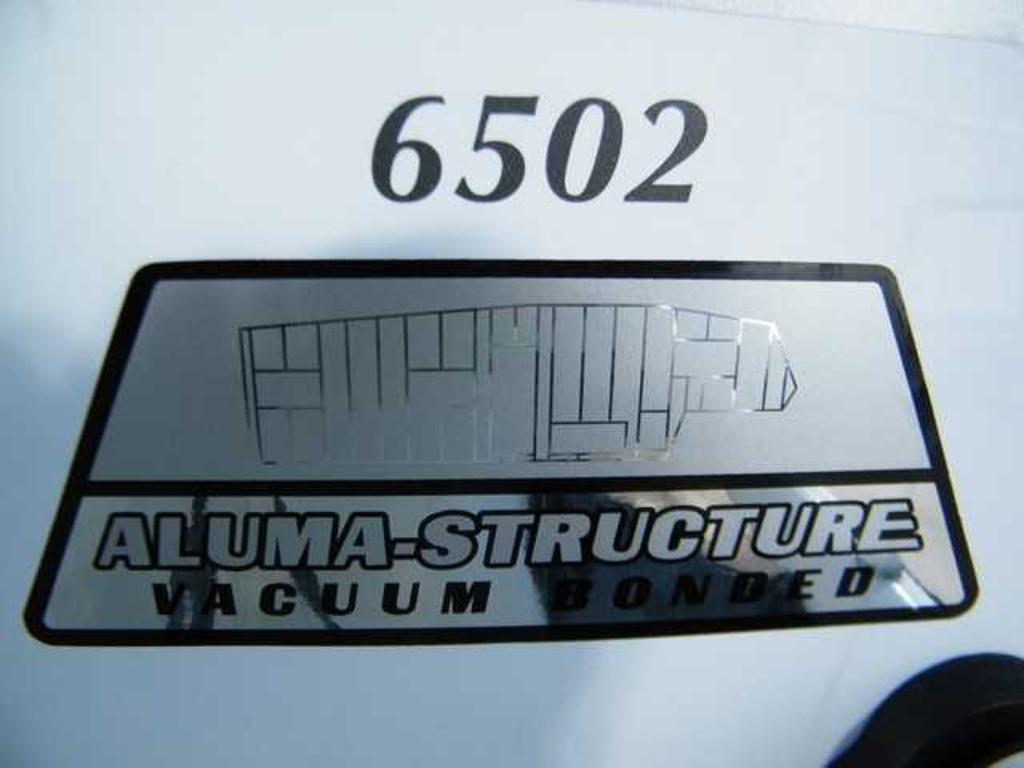 6502
ALUMA-STRUCTURE
VACUUM BONDED